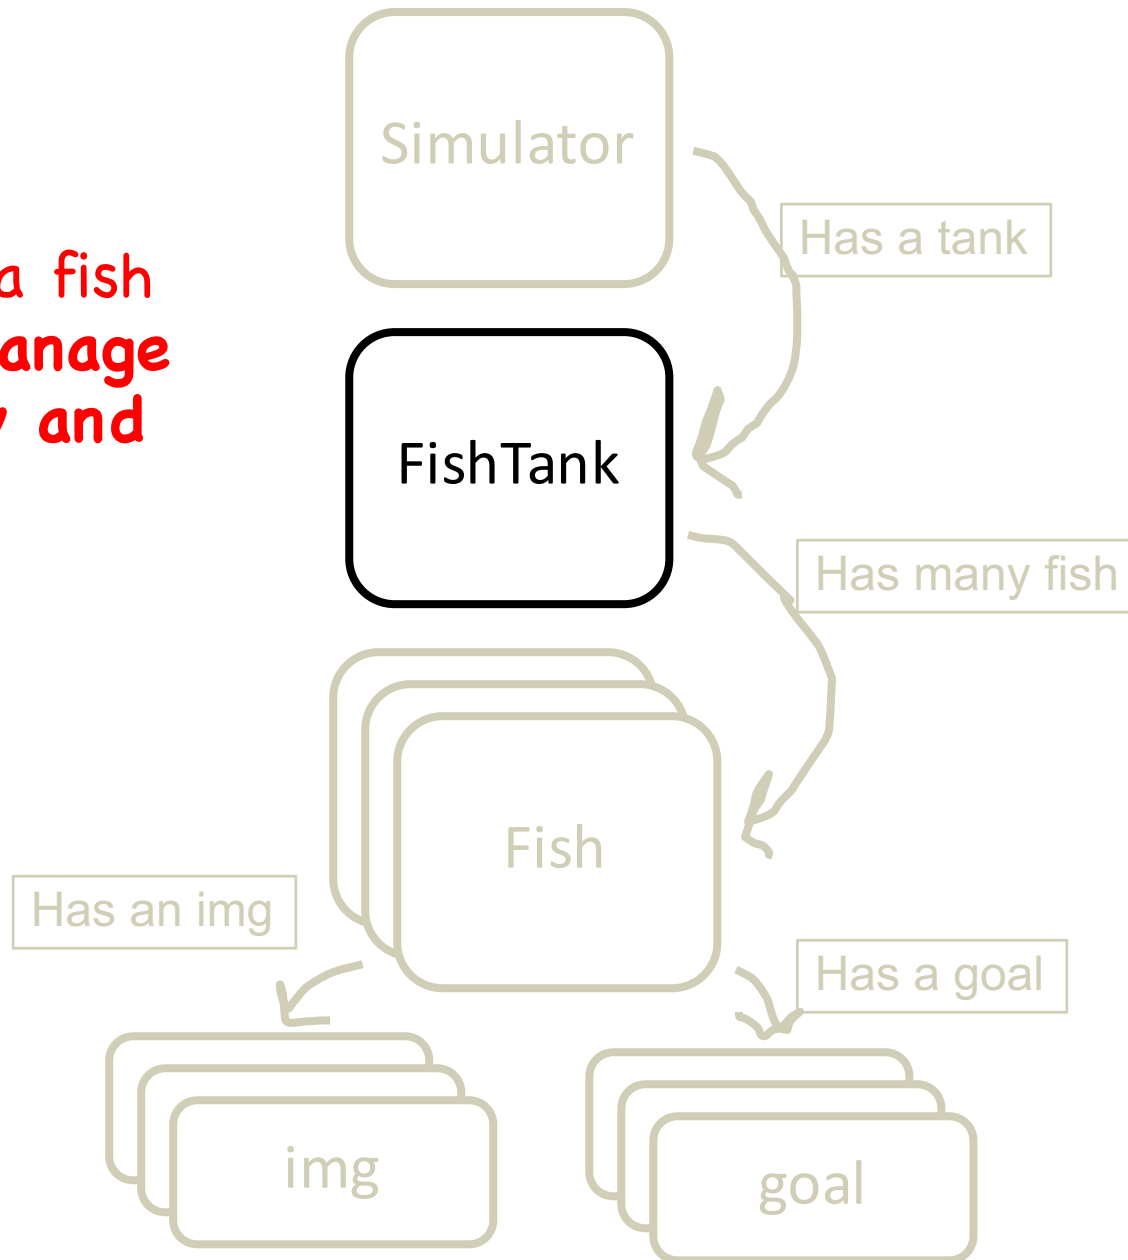 Simulator
Has a tank
a fish
anage
and
FishTank
Has many fish
Fish
Has an img
Has a goal
img
goal